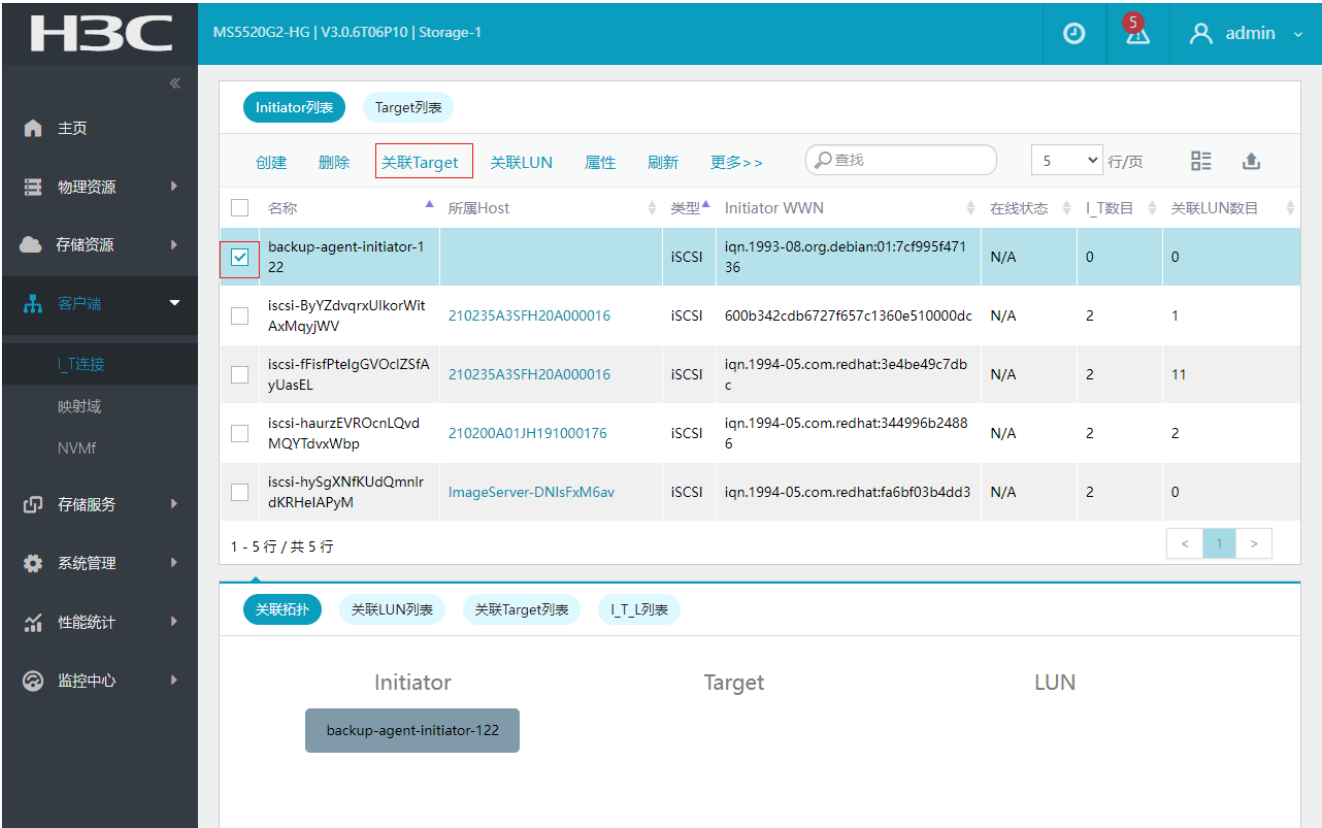 H3C
MS5520G2-HG | V3.0.6T06P10 | Storage-1
5
admin
主页
物理资源
存储资源
客户端
I_T连接
映射域
NVMf
存储服务
系统管理
性能统计
监控中心
Initiator列表 Target列表
创建 删除 关联Target 关联LUN 属性 刷新 更多>> 查找 5 行/页
名称 所属Host 类型 Initiator WWN 在线状态 I_T数目 关联LUN数目
backup-agent-initiator-1
22
iSCSI
iqn.1993-08.org.debian:01:7cf995f471
36
N/A 0 0
iscsi-ByYZdvqrxUlkorWit
AxMqyjWV
210235A3SFH20A000016 iSCSI 600b342cdb6727f657c1360e510000dc N/A 2 1
iscsi-fFisfPtelgGVOclZSfA
yUasEL
210235A3SFH20A000016 iSCSI
iqn.1994-05.com.redhat:3e4be49c7db
c
N/A 2 11
iscsi-haurzEVROcnLQvd
MQYTdvxWbp
210200A01JH191000176 iSCSI
iqn.1994-05.com.redhat:344996b2488
6
N/A 2 2
iscsi-hySgXNfKUdQmnlr
dKRHelAPyM
ImageServer-DNIsFxM6av iSCSI iqn.1994-05.com.redhat:fa6bf03b4dd3 N/A 2 0
1 - 5 行 / 共 5 行
< 1 >
关联拓扑 关联LUN列表 关联Target列表 I_T_L列表
Initiator Target LUN
backup-agent-initiator-122